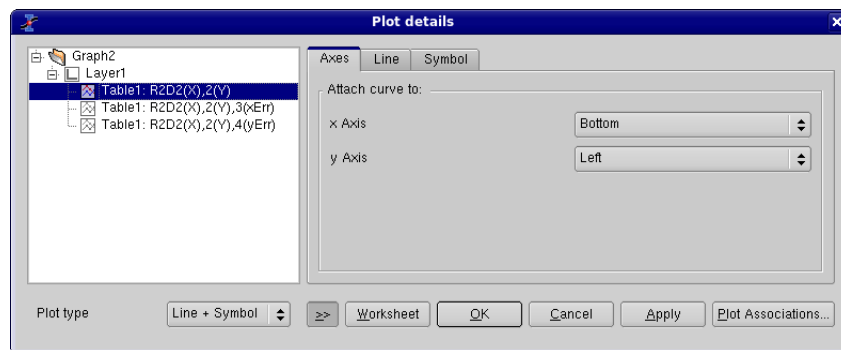 Plot details
Graph2
Layer1
Table1: R2D2(X),2(Y)
Table1: R2D2(X),2(Y),3(xErr)
Table1: R2D2(X),2(Y),4(yErr)
Axes Line Symbol
Attach curve to:
x Axis Bottom
y Axis Left
Plot type Line + Symbol >> Worksheet OK Cancel Apply Plot Associations...